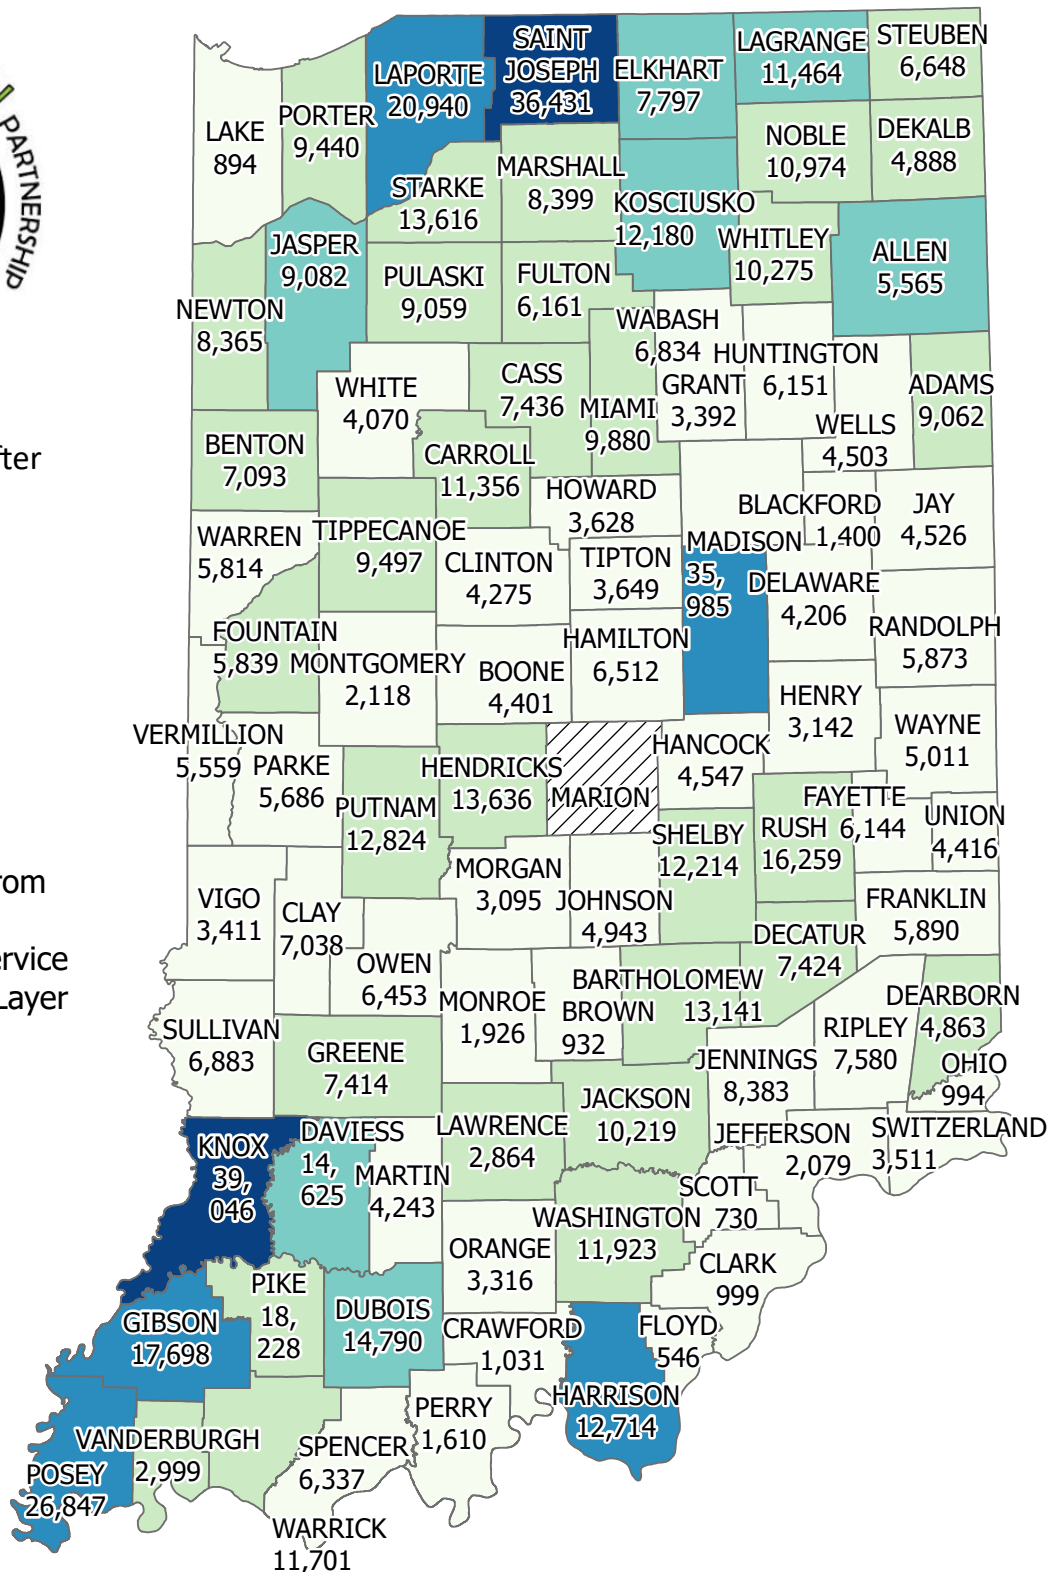 PARTNERSHIP
fter
rom
ervice
Layer
LAKE
894
PORTER
9,440
LAPORTE
20,940
SAINT
JOSEPH
36,431
ELKHART
7,797
LAGRANGE
11,464
STEUBEN
6,648
NOBLE
10,974
DEKALB
4,888
STARKE
13,616
MARSHALL
8,399
KOSCIUSKO
12,180
WHITLEY
10,275
ALLEN
5,565
NEWTON
8,365
JASPER
9,082
PULASKI
9,059
FULTON
6,161
WABASH
6,834
HUNTINGTON
6,151
WHITE
4,070
CASS
7,436
MIAMI
9,880
GRANT
3,392
WELLS
4,503
ADAMS
9,062
BENTON
7,093
CARROLL
11,356
HOWARD
3,628
BLACKFORD
1,400
JAY
4,526
WARREN
5,814
TIPPECANOE
9,497
CLINTON
4,275
TIPTON
3,649
MADISON
35,
985
DELAWARE
4,206
RANDOLPH
5,873
FOUNTAIN
5,839
MONTGOMERY
2,118
BOONE
4,401
HAMILTON
6,512
HENRY
3,142
WAYNE
5,011
VERMILLION
5,559
PARKE
5,686
PUTNAM
12,824
HENDRICKS
13,636
MARION
HANCOCK
4,547
SHELBY
12,214
RUSH
16,259
FAYETTE
6,144
UNION
4,416
VIGO
3,411
CLAY
7,038
MORGAN
3,095
JOHNSON
4,943
FRANKLIN
5,890
DECATUR
7,424
OWEN
6,453
MONROE
1,926
BROWN
932
BARTHOLOMEW
13,141
DEARBORN
4,863
RIPLEY
7,580
OHIO
994
SULLIVAN
6,883
GREENE
7,414
JENNINGS
8,383
JACKSON
10,219
LAWRENCE
2,864
JEFFERSON
2,079
SWITZERLAND
3,511
KNOX
39,
046
DAVIESS
14,
625
MARTIN
4,243
SCOTT
730
WASHINGTON
11,923
ORANGE
3,316
CLARK
999
PIKE
18,
228
GIBSON
17,698
DUBOIS
14,790
CRAWFORD
1,031
FLOYD
546
HARRISON
12,714
PERRY
1,610
VANDERBURGH
2,999
SPENCER
6,337
POSEY
26,847
WARRICK
11,701